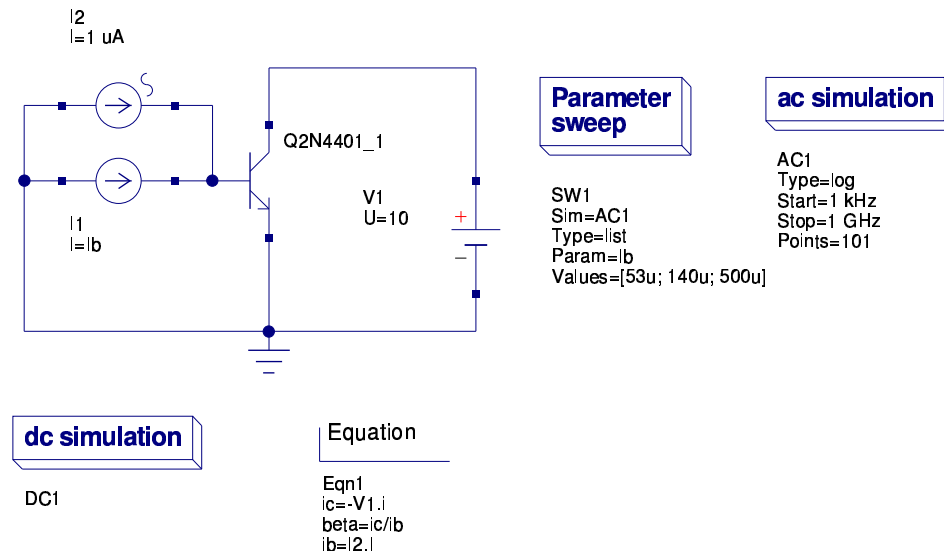 I2
I=1 uA
Q2N4401_1
I1
I=Ib
V1
U=10
+
−
Parameter
sweep
SW1
Sim=AC1
Type=list
Param=Ib
Values=[53u; 140u; 500u]
ac simulation
AC1
Type=log
Start=1 kHz
Stop=1 GHz
Points=101
dc simulation
DC1
Equation
Eqn1
ic=-V1.i
beta=ic/ib
ib=I2.I